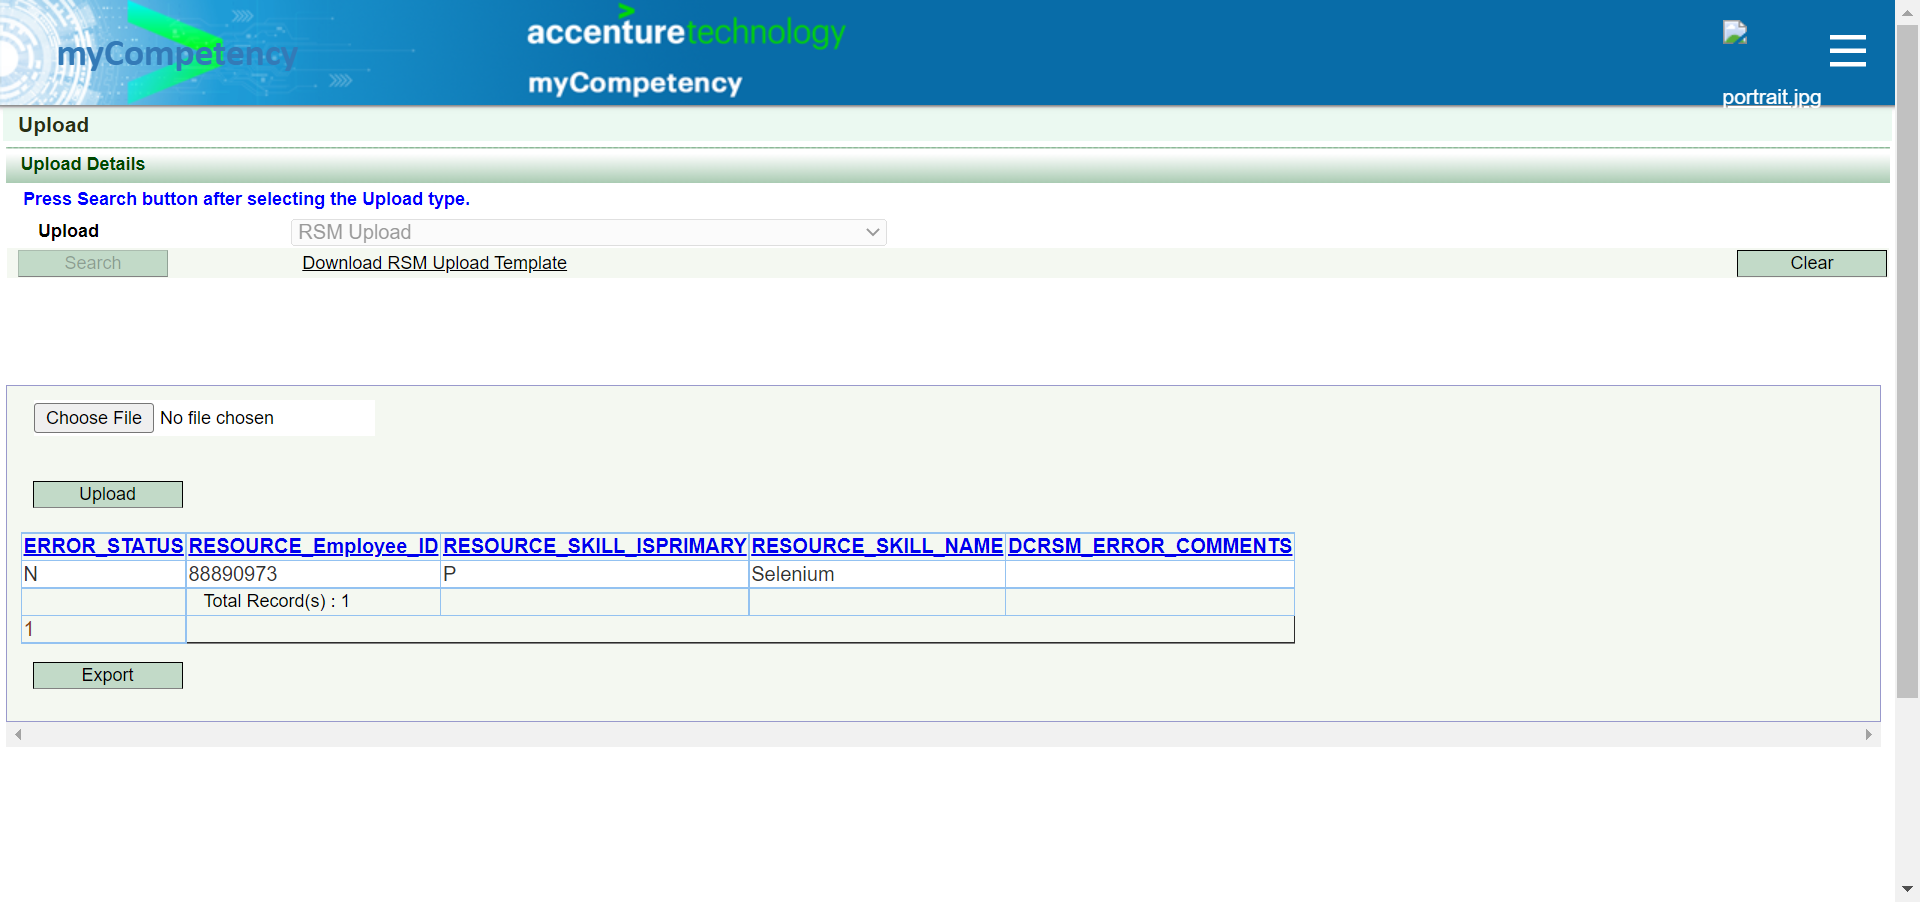 myCompetency
accenturetechnology
myCompetency
portrait.jpg
Upload
Upload Details
Press Search button after selecting the Upload type.
Upload RSM Upload
Search Download RSM Upload Template Clear
Choose File No file chosen
Upload
ERROR_STATUS RESOURCE_Employee_ID RESOURCE_SKILL_ISPRIMARY RESOURCE_SKILL_NAME DCRSM_ERROR_COMMENTS
N 88890973 P Selenium
Total Record(s) : 1
1
Export